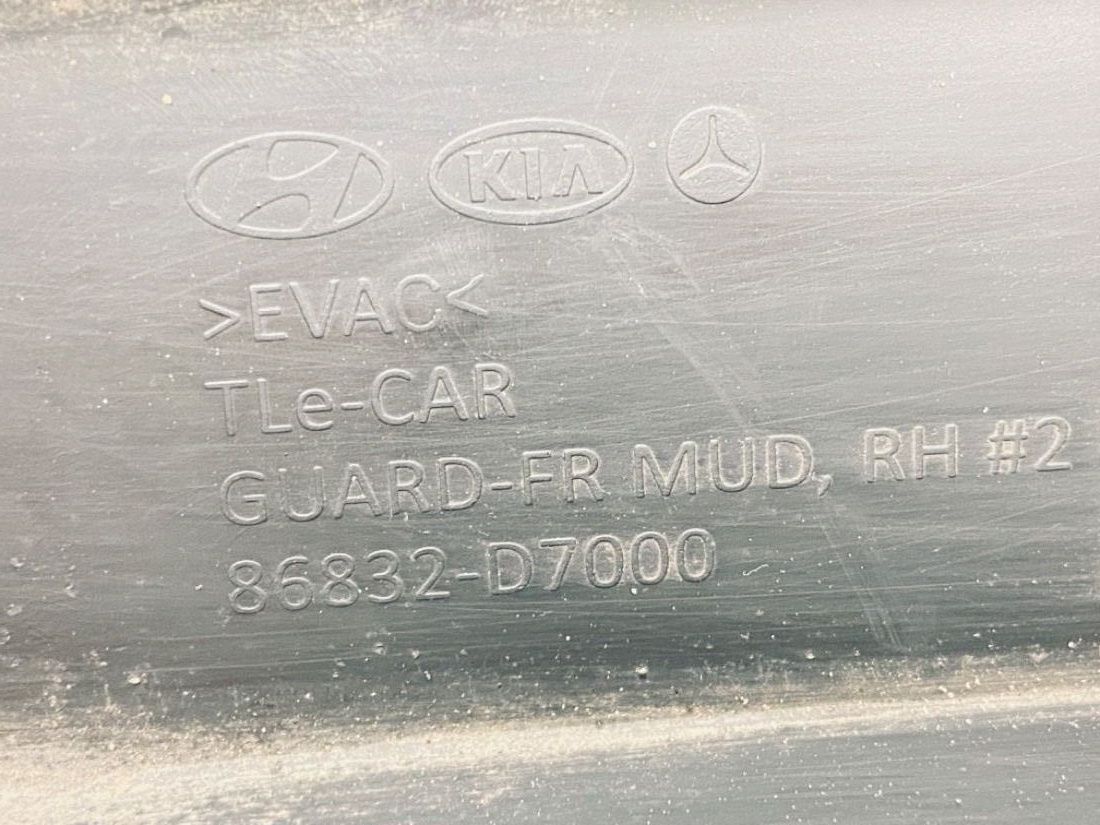 KIA
>EVAC<
TLe-CAR
GUARD-FR MUD, RH #2
86832-D7000